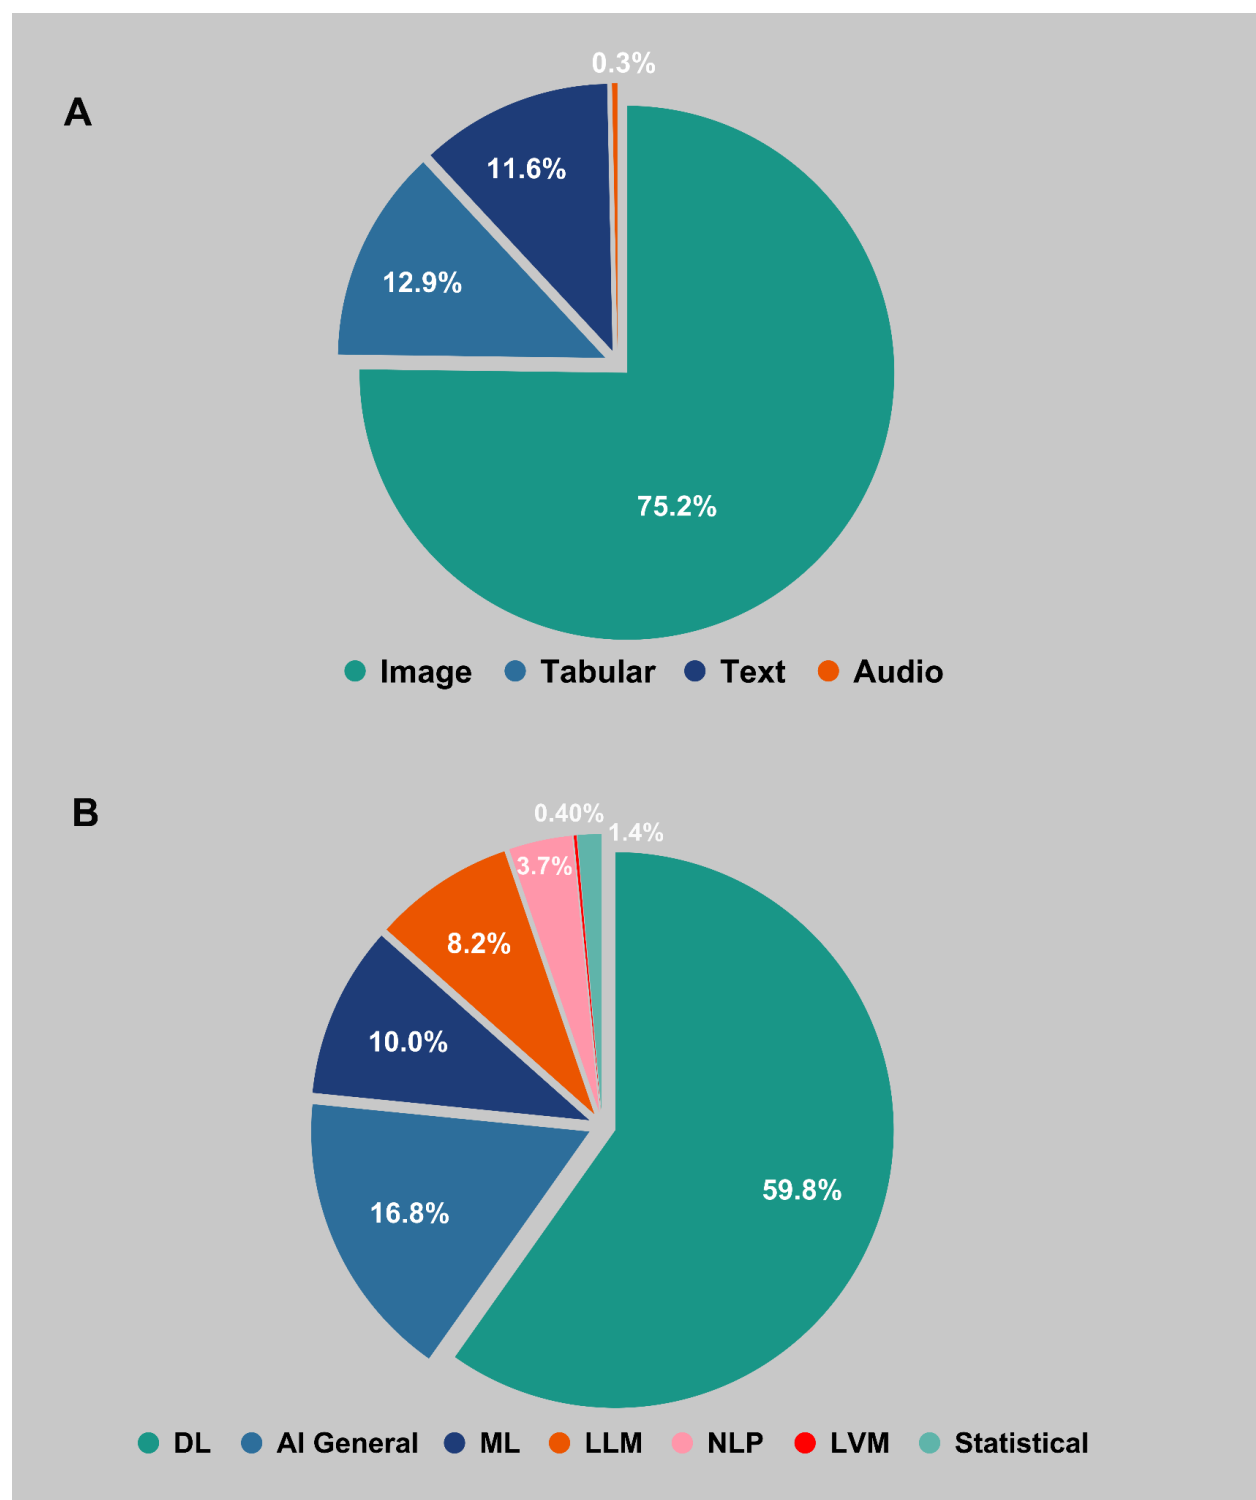 A
0.3%
11.6%
12.9%
75.2%
Image Tabular Text Audio
B
0.40%
1.4%
3.7%
8.2%
10.0%
59.8%
16.8%
DL AI General ML LLM NLP LVM Statistical